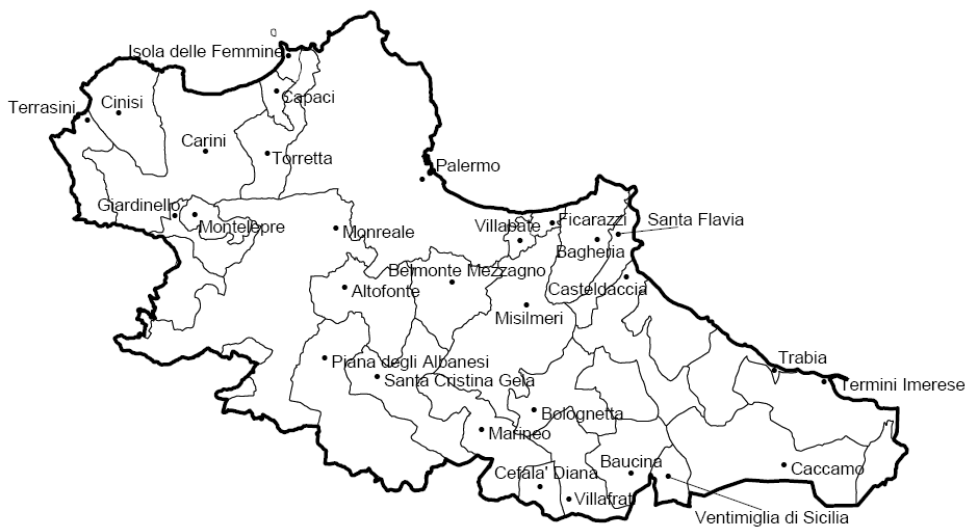 Isola delle Femmine
Capaci
Cinisi
Terrasini
Carini
Torretta
Palermo
Giardinello
Montelepre
Monreale
Villabate
Ficarazzi
Santa Flavia
Bagheria
Belmonte Mezzagno
Casteldaccia
Altofonte
Misilmeri
Piana degli Albanesi
Santa Cristina Gela
Trabia
Termini Imerese
Bolognetta
Marineo
Baucina
Caccamo
Cefala' Diana
Villafrati
Ventimiglia di Sicilia